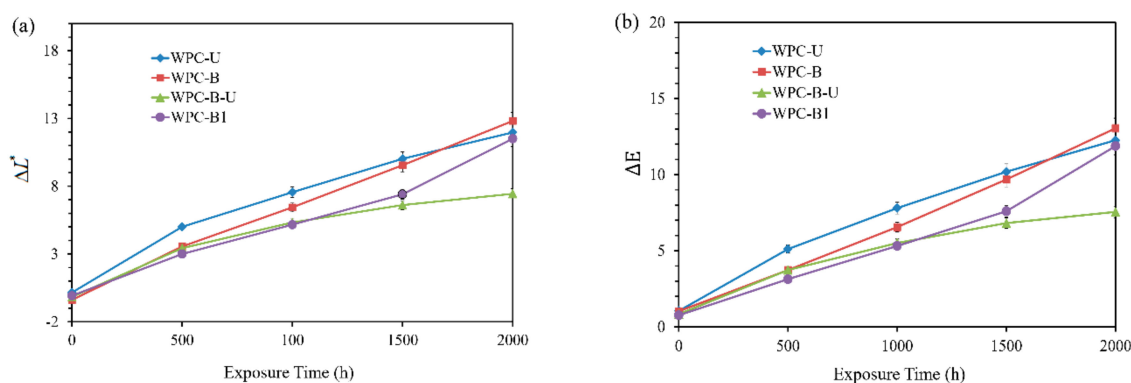 (a)
18
13
8
3
-2
ΔL*
WPC-U
WPC-B
WPC-B-U
WPC-B1
0 500 100 1500 2000
Exposure Time (h)
(b)
20
15
10
5
0
ΔE
WPC-U
WPC-B
WPC-B-U
WPC-B1
0 500 1000 1500 2000
Exposure Time (h)